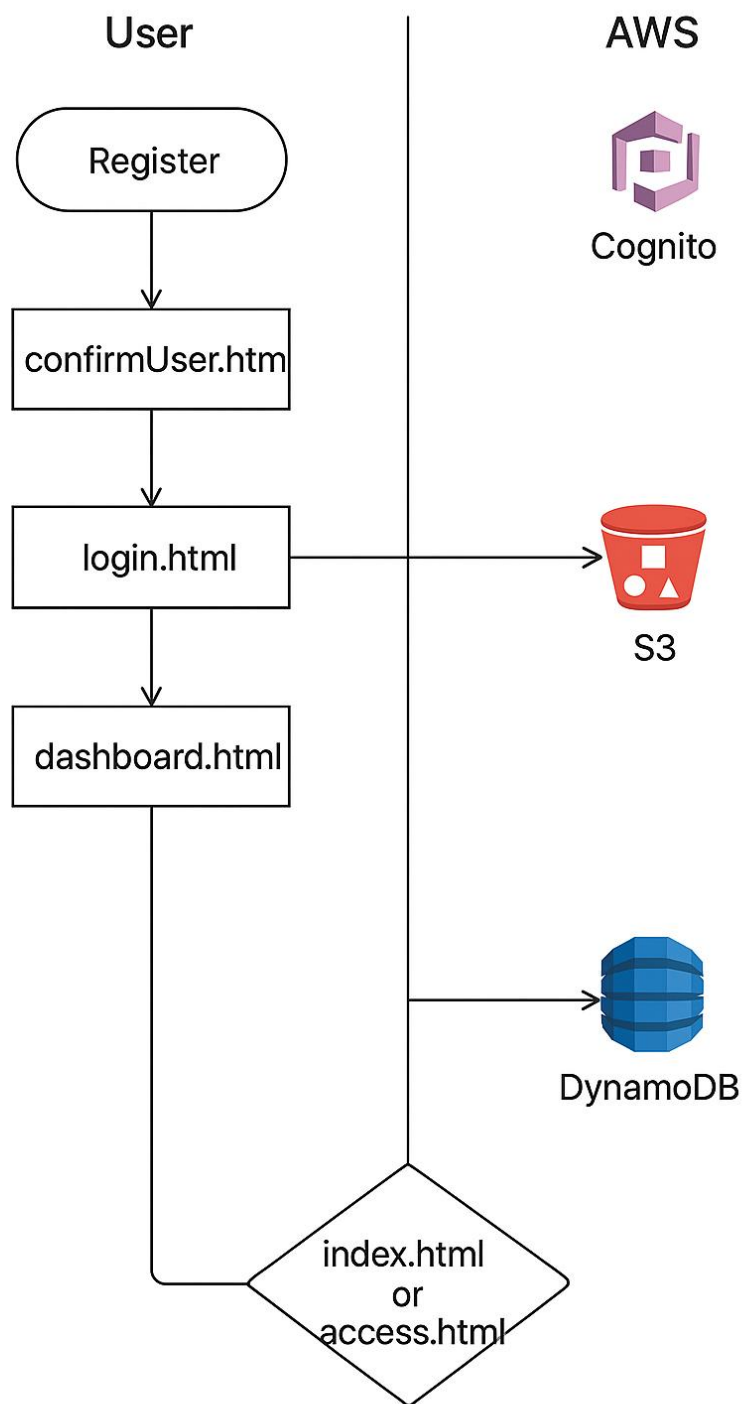 User
AWS
Register
Cognito
confirmUser.htm
login.html
S3
dashboard.html
DynamoDB
index.html
or
access.html